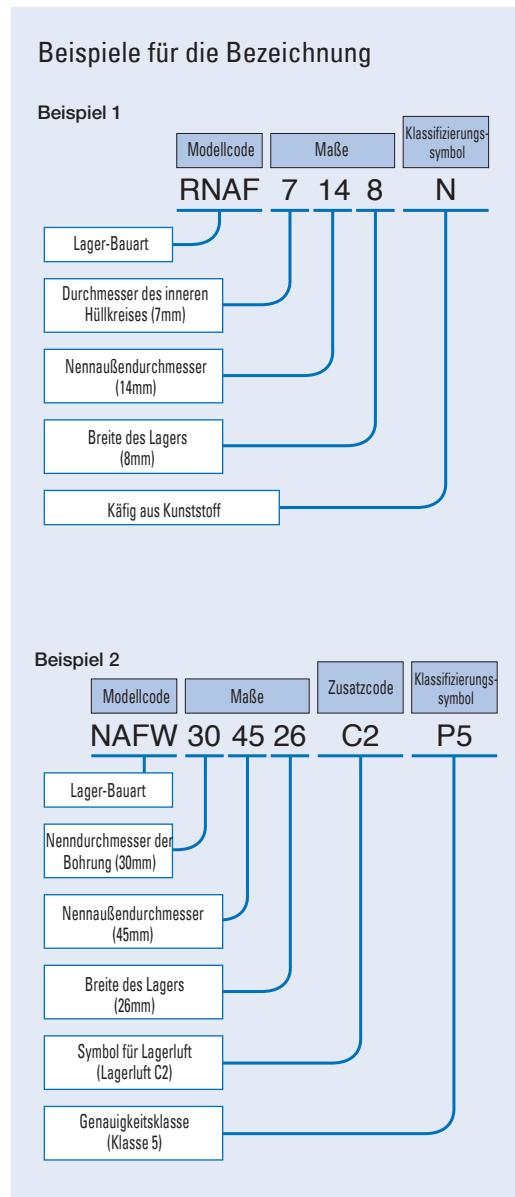 Beispiele für die Bezeichnung
Beispiel 1
Modellcode
Maße
Klassifizierungs-
symbol
RNAF 7 14 8 N
Lager-Bauart
Durchmesser des inneren
Hüllkreises (7mm)
Nennaußendurchmesser
(14mm)
Breite des Lagers
(8mm)
Käfig aus Kunststoff
Beispiel 2
Modellcode
Maße
Zusatzcode
Klassifizierungs-
symbol
NAFW 30 45 26 C2 P5
Lager-Bauart
Nenndurchmesser der
Bohrung (30mm)
Nennaußendurchmesser
(45mm)
Breite des Lagers
(26mm)
Symbol für Lagerluft
(Lagerluft C2)
Genauigkeitsklasse
(Klasse 5)